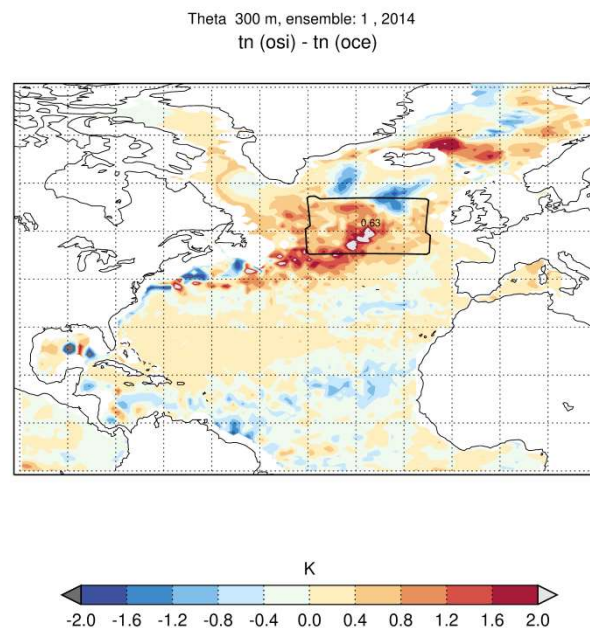 Theta 300 m, ensemble: 1 , 2014
tn (osi) - tn (oce)
0.63
K
-2.0 -1.6 -1.2 -0.8 -0.4 0.0 0.4 0.8 1.2 1.6 2.0